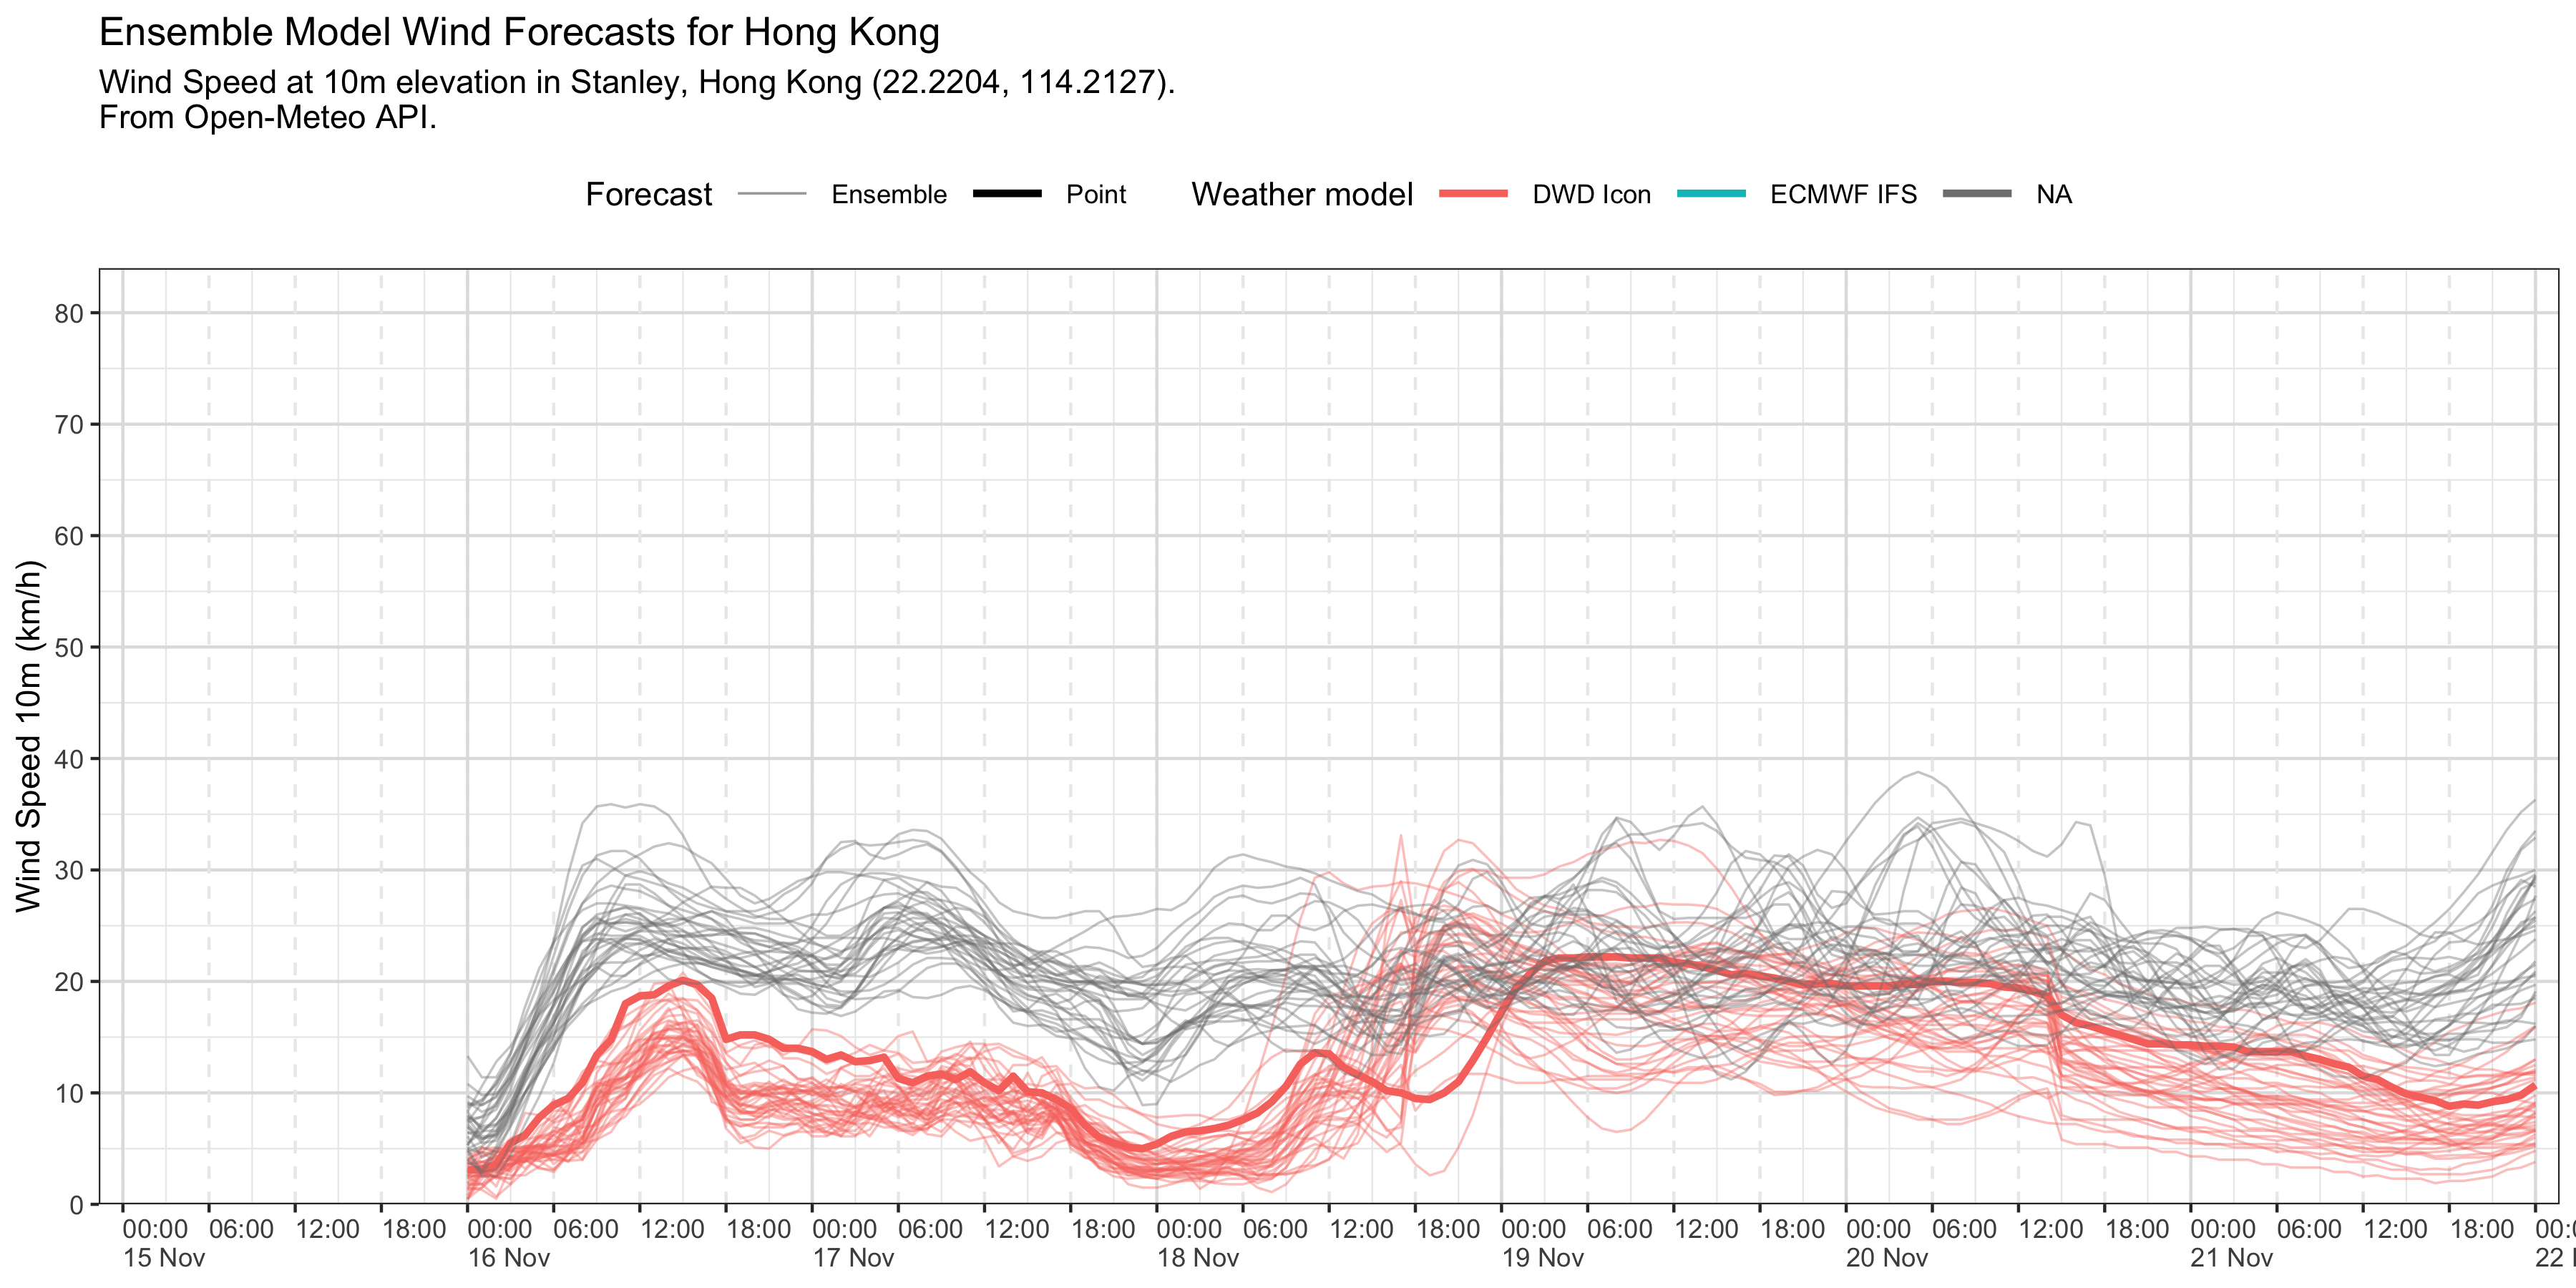 Ensemble Model Wind Forecasts for Hong Kong
Wind Speed at 10m elevation in Stanley, Hong Kong (22.2204, 114.2127).
From Open-Meteo API.
Forecast Ensemble Point Weather model DWD Icon ECMWF IFS NA
Wind Speed 10m (km/h)
80
70
60
50
40
30
20
10
0
00:00 06:00 12:00 18:00 00:00 06:00 12:00 18:00 00:00 06:00 12:00 18:00 00:00 06:00 12:00 18:00 00:00 06:00 12:00 18:00 00:00 06:00 12:00 18:00 00:00 06:00 12:00 18:00 00:
15 Nov 16 Nov 17 Nov 18 Nov 19 Nov 20 Nov 21 Nov 22